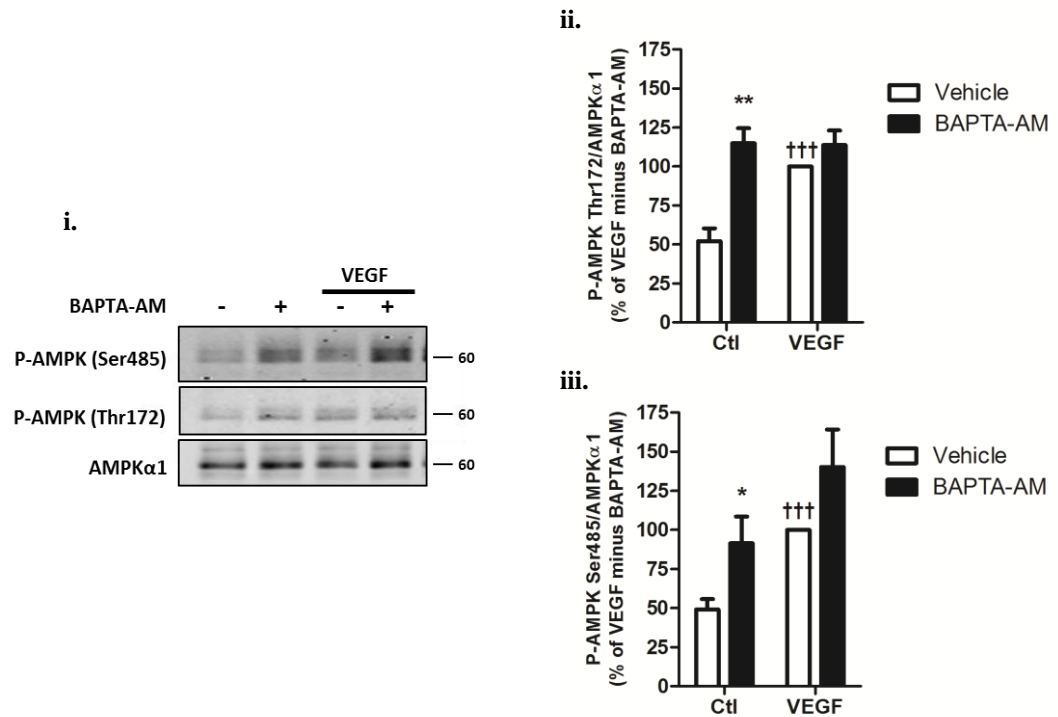 i.
VEGF
BAPTA-AM - + - +
P-AMPK (Ser485) 60
P-AMPK (Thr172) 60
AMPKα1 60
ii.
P-AMPK Thr172/AMPKα1
(% of VEGF minus BAPTA-AM)
175
150
125
100
75
50
25
0
**
†††
Ctl VEGF
Vehicle
BAPTA-AM
iii.
P-AMPK Ser485/AMPKα1
(% of VEGF minus BAPTA-AM)
175
150
125
100
75
50
25
0
*
†††
Ctl VEGF
Vehicle
BAPTA-AM